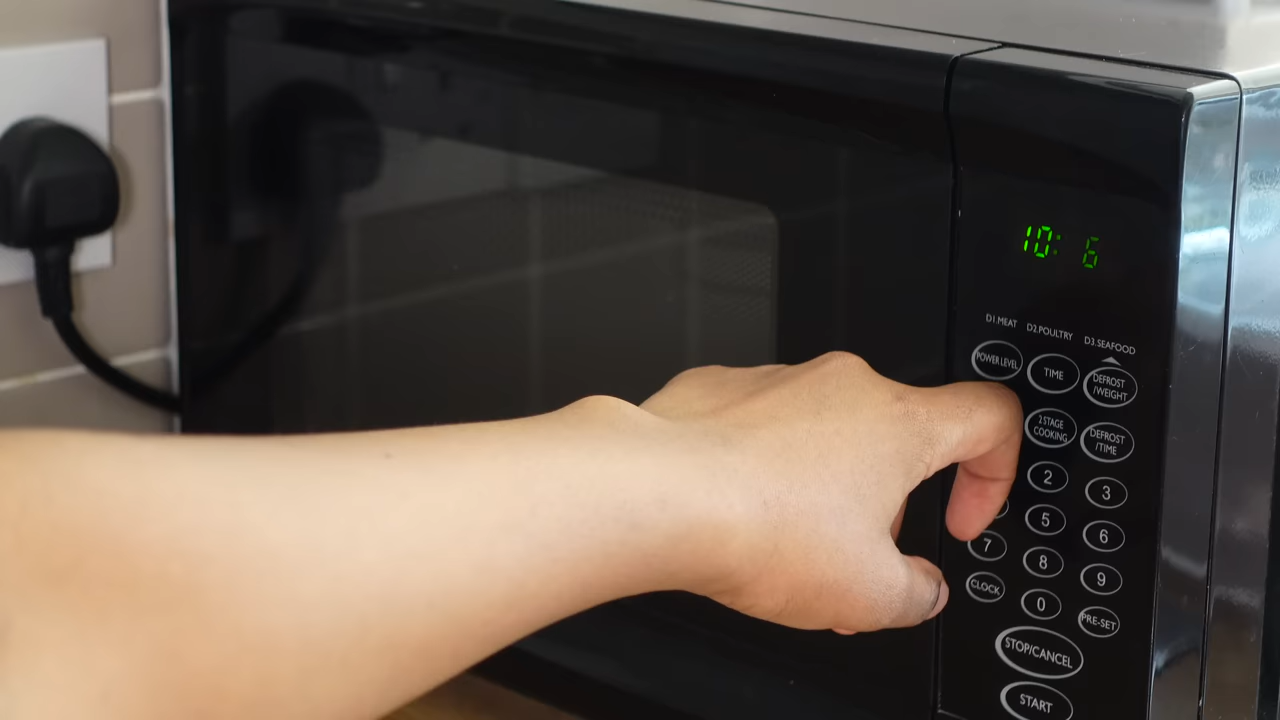 10: 6
D1.MEAT D2.POULTRY D3.SEAFOOD
POWER LEVEL
TIME
DEFROST
/WEIGHT
2 STAGE
COOKING
DEFROST
/TIME
2 3
5 6
7 8 9
CLOCK 0 PRE-SET
STOP/CANCEL
START